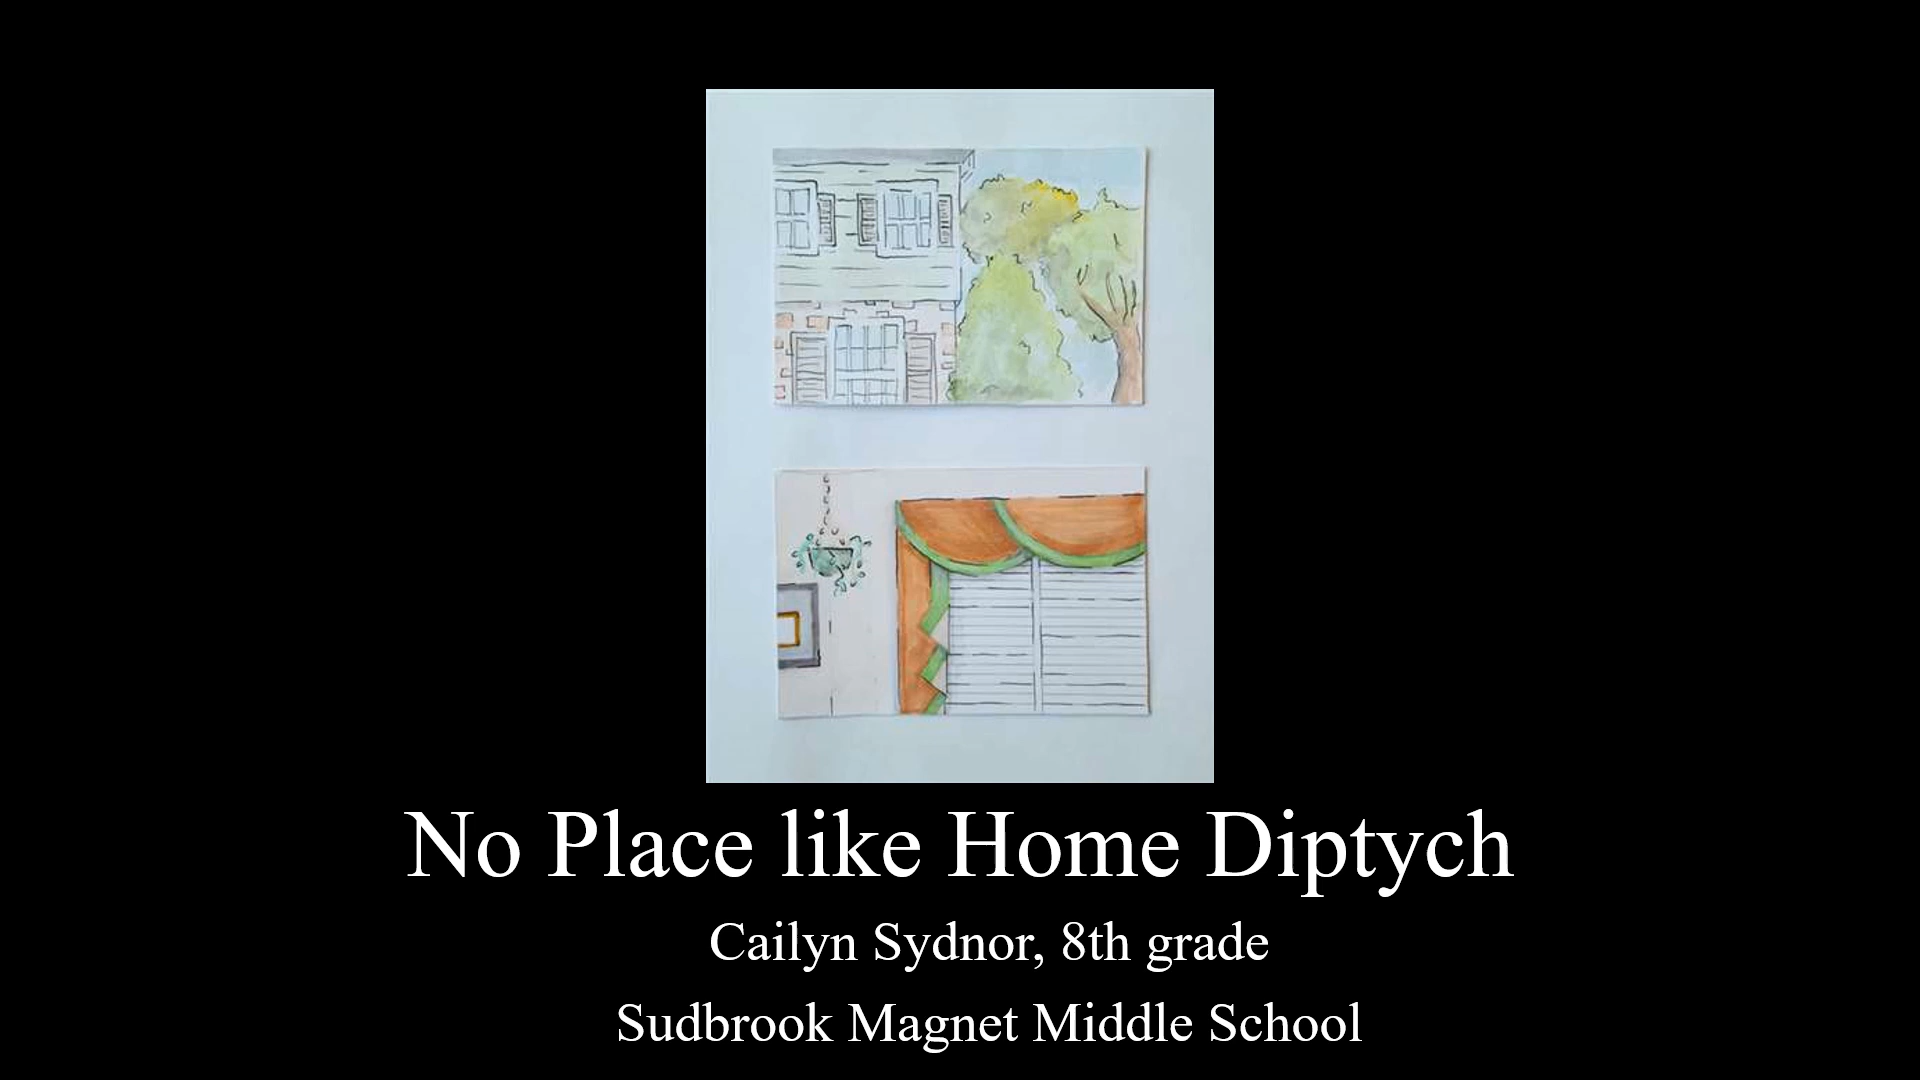 No Place like Home Diptych
Cailyn Sydnor, 8th grade
Sudbrook Magnet Middle School